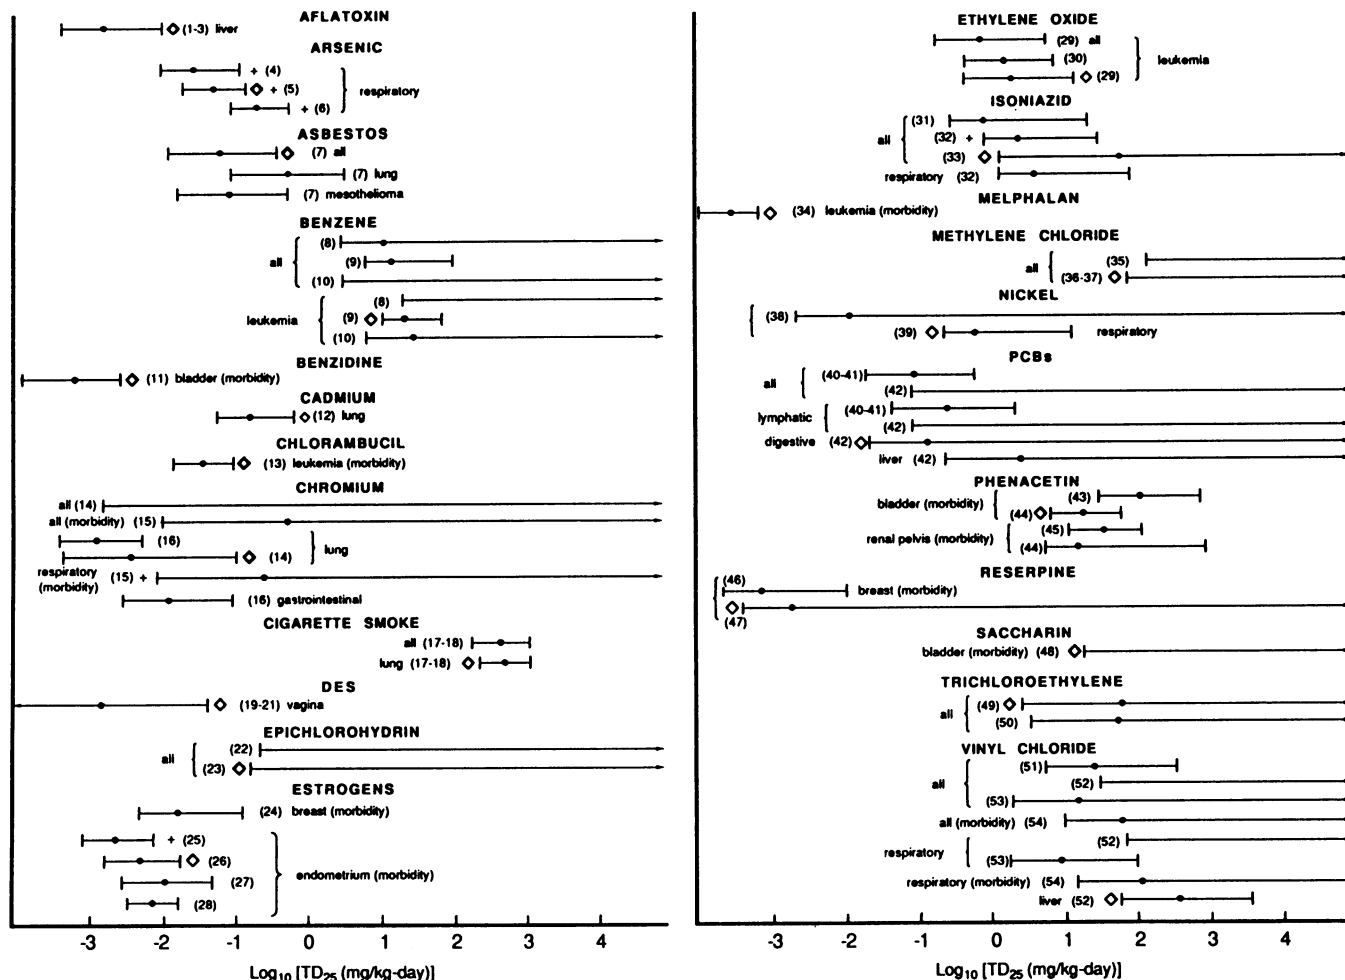 AFLATOXIN
(1-3) liver
ARSENIC
+ (4)
+ (5)
+ (6)
respiratory
ASBESTOS
(7) all
(7) lung
(7) mesothelioma
BENZENE
(8)
(9)
(10)
all
(8)
(9)
(10)
leukemia
BENZIDINE
(11) bladder (morbidity)
CADMIUM
(12) lung
CHLORAMBUCIL
(13) leukemia (morbidity)
CHROMIUM
all (14)
all (morbidity) (15)
(16)
(14)
lung
respiratory (15) +
(morbidity)
(16) gastrointestinal
CIGARETTE SMOKE
all (17-18)
lung (17-18)
DES
(19-21) vagina
EPICHLOROHYDRIN
(22)
(23)
all
ESTROGENS
(24) breast (morbidity)
+ (25)
(26)
(27)
(28)
endometrium (morbidity)
-3 -2 -1 0 1 2 3 4
Log10 [TD25 (mg/kg-day)]
ETHYLENE OXIDE
(29) all
(30)
(29)
leukemia
ISONIAZID
(31)
(32) +
(33)
all
respiratory (32)
MELPHALAN
(34) leukemia (morbidity)
METHYLENE CHLORIDE
(35)
(36-37)
all
NICKEL
(38)
(39)
respiratory
PCBs
(40-41)
(42)
all
(40-41)
(42)
lymphatic
digestive (42)
liver (42)
PHENACETIN
(43)
(44)
bladder (morbidity)
(45)
(44)
renal pelvis (morbidity)
RESERPINE
(46)
breast (morbidity)
(47)
SACCHARIN
bladder (morbidity) (48)
TRICHLOROETHYLENE
(49)
(50)
all
VINYL CHLORIDE
(51)
(52)
(53)
all
all (morbidity) (54)
(52)
(53)
respiratory
respiratory (morbidity) (54)
liver (52)
-3 -2 -1 0 1 2 3 4
Log10 [TD25 (mg/kg-day)]